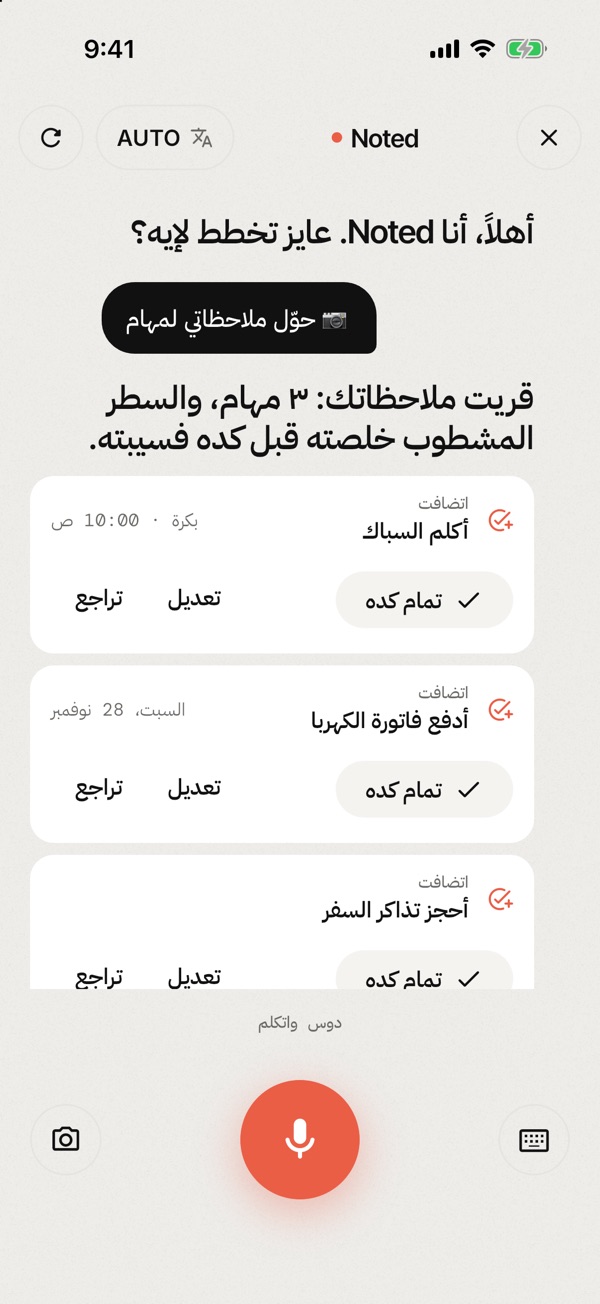 9:41
AUTO
Noted
أهلاً، أنا Noted. عايز تخطط لإيه؟
📷 حوّل ملاحظاتي لمهام
قريت ملاحظاتك: ٣ مهام، والسطر
المشطوب خلصته قبل كده فسيبته.
اتضافت
أكلم السباك
بكرة · 10:00 ص
تمام كده
تعديل
تراجع
اتضافت
أدفع فاتورة الكهربا
السبت، 28 نوفمبر
تمام كده
تعديل
تراجع
اتضافت
أحجز تذاكر السفر
تمام كده
تعديل
تراجع
دوس واتكلم